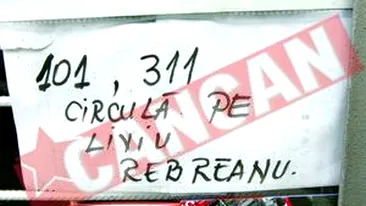 101, 311
CIRCULĂ PE
LIVIU
REBREANU.
CANCAN